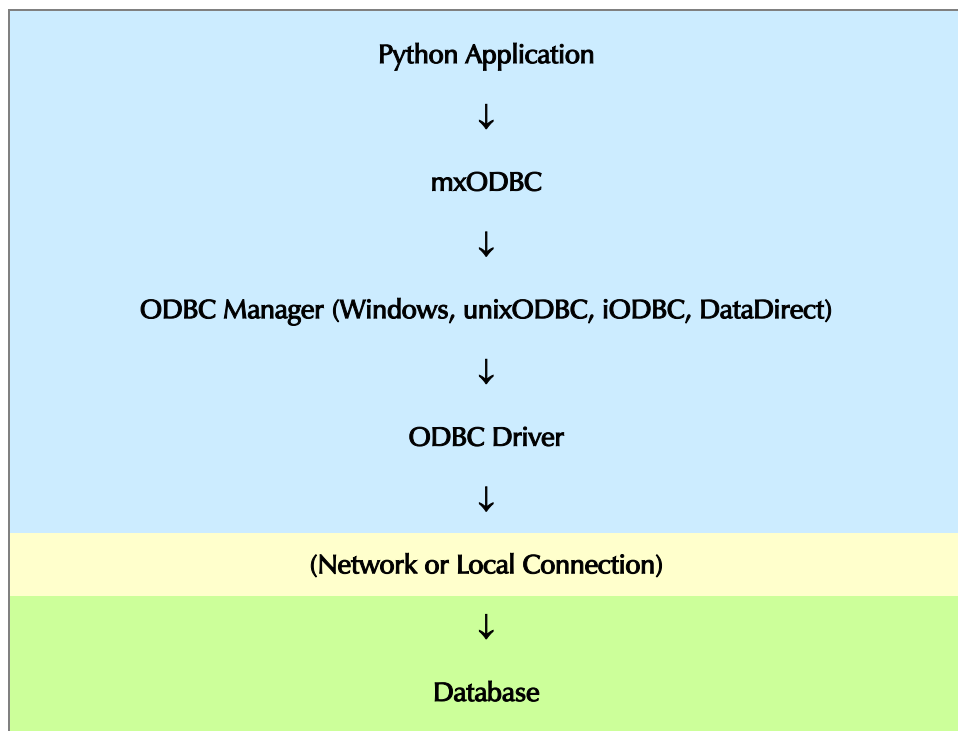 Python Application
↓
mxODBC
↓
ODBC Manager (Windows, unixODBC, iODBC, DataDirect)
↓
ODBC Driver
↓
(Network or Local Connection)
↓
Database